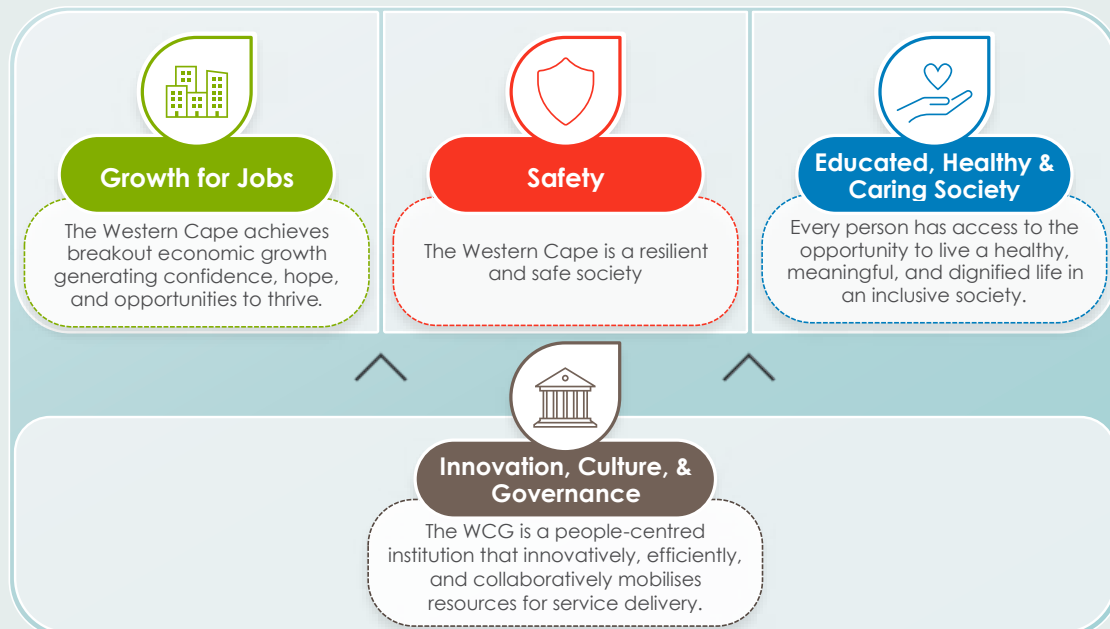 Growth for Jobs
The Western Cape achieves
breakout economic growth
generating confidence, hope,
and opportunities to thrive.
Safety
The Western Cape is a resilient
and safe society
Educated, Healthy &
Caring Society
Every person has access to the
opportunity to live a healthy,
meaningful, and dignified life in
an inclusive society.
Innovation, Culture, &
Governance
The WCG is a people-centred
institution that innovatively, efficiently,
and collaboratively mobilises
resources for service delivery.